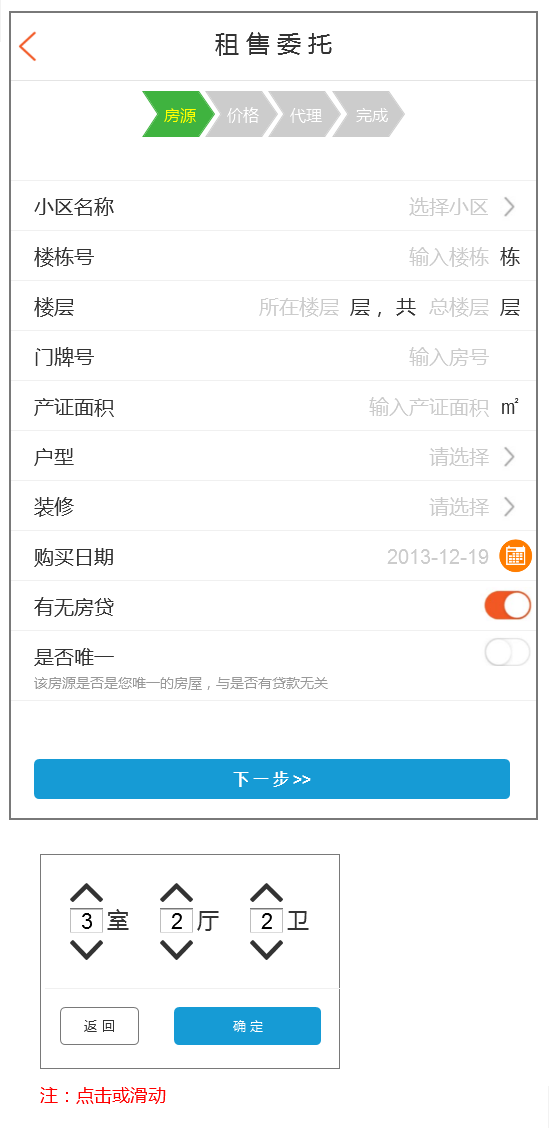 租售委托
房源 价格 代理 完成
小区名称 选择小区
楼栋号 输入楼栋 栋
楼层 所在楼层 层，共 总楼层 层
门牌号 输入房号
产证面积 输入产证面积 ㎡
户型 请选择
装修 请选择
购买日期 2013-12-19
有无房贷
是否唯一
该房源是否是您唯一的房屋，与是否有贷款无关
下一步>>
3 室 2 厅 2 卫
返回 确定
注：点击或滑动